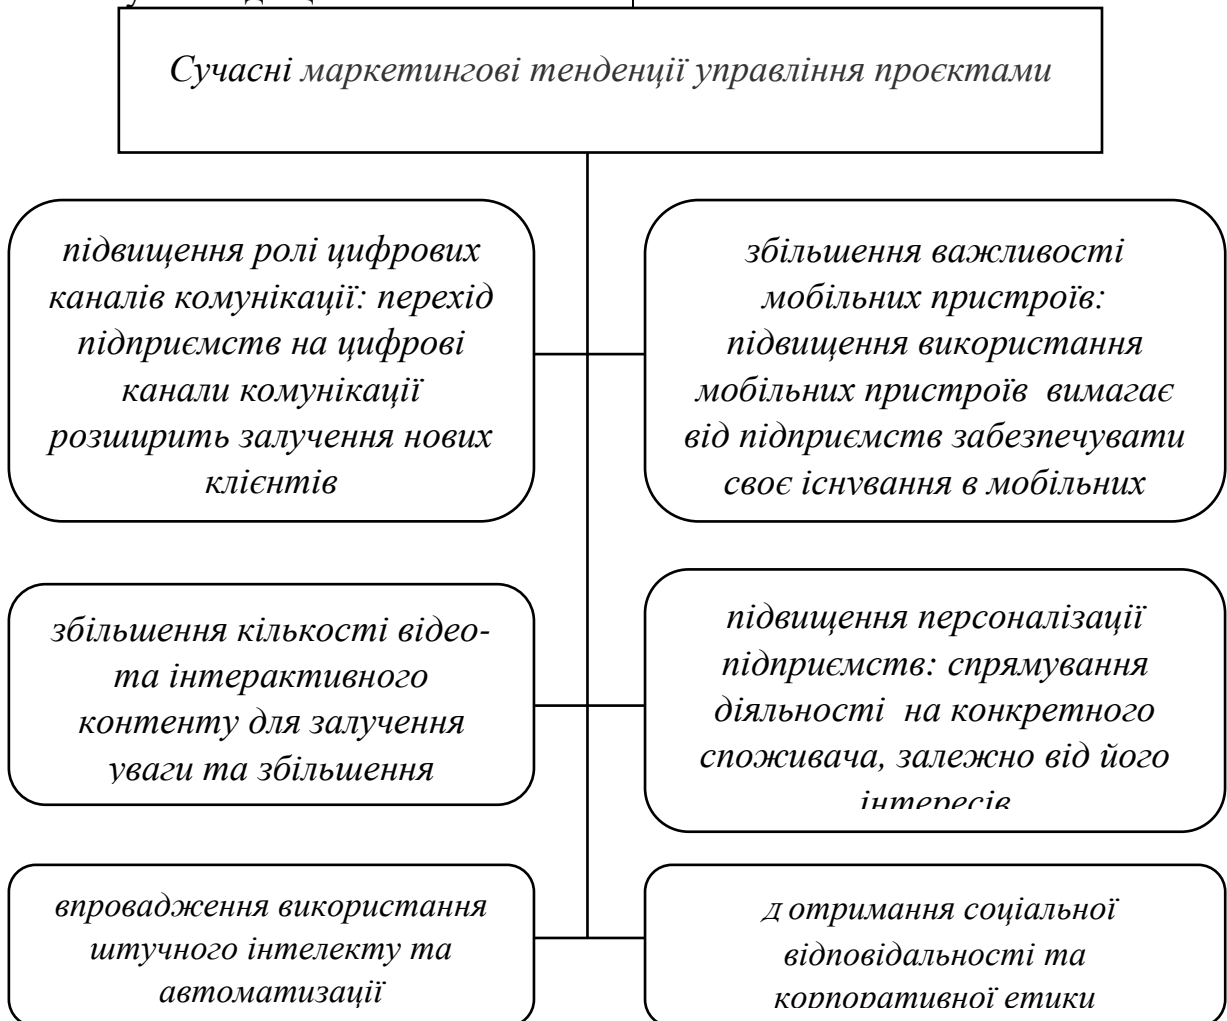 Сучасні маркетингові тенденції управління проєктами
підвищення ролі цифрових
каналів комунікації: перехід
підприємств на цифрові
канали комунікації
розширить залучення нових
клієнтів
збільшення важливості
мобільних пристроїв:
підвищення використання
мобільних пристроїв вимагає
від підприємств забезпечувати
своє існування в мобільних
збільшення кількості відео-
та інтерактивного
контенту для залучення
уваги та збільшення
підвищення персоналізації
підприємств: спрямування
діяльності на конкретного
споживача, залежно від його
інтересів
впровадження використання
штучного інтелекту та
автоматизації
д отримання соціальної
відповідальності та
корпоративної етики